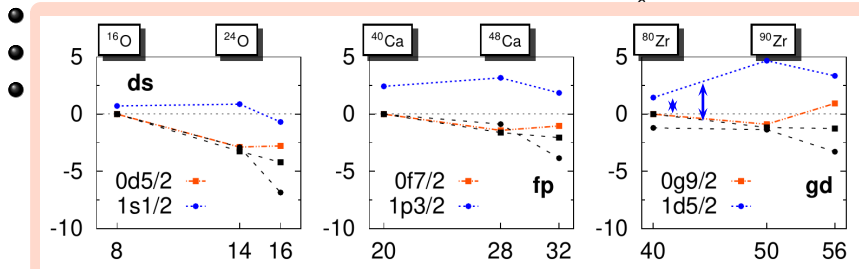 16O 24O 40Ca 48Ca 80Zr 90Zr
5 5 5
ds
0 0 0
-5 -5 -5
0d5/2 0f7/2 0g9/2
fp gd
1s1/2 1p3/2 1d5/2
-10 -10 -10
8 14 16 20 28 32 40 50 56